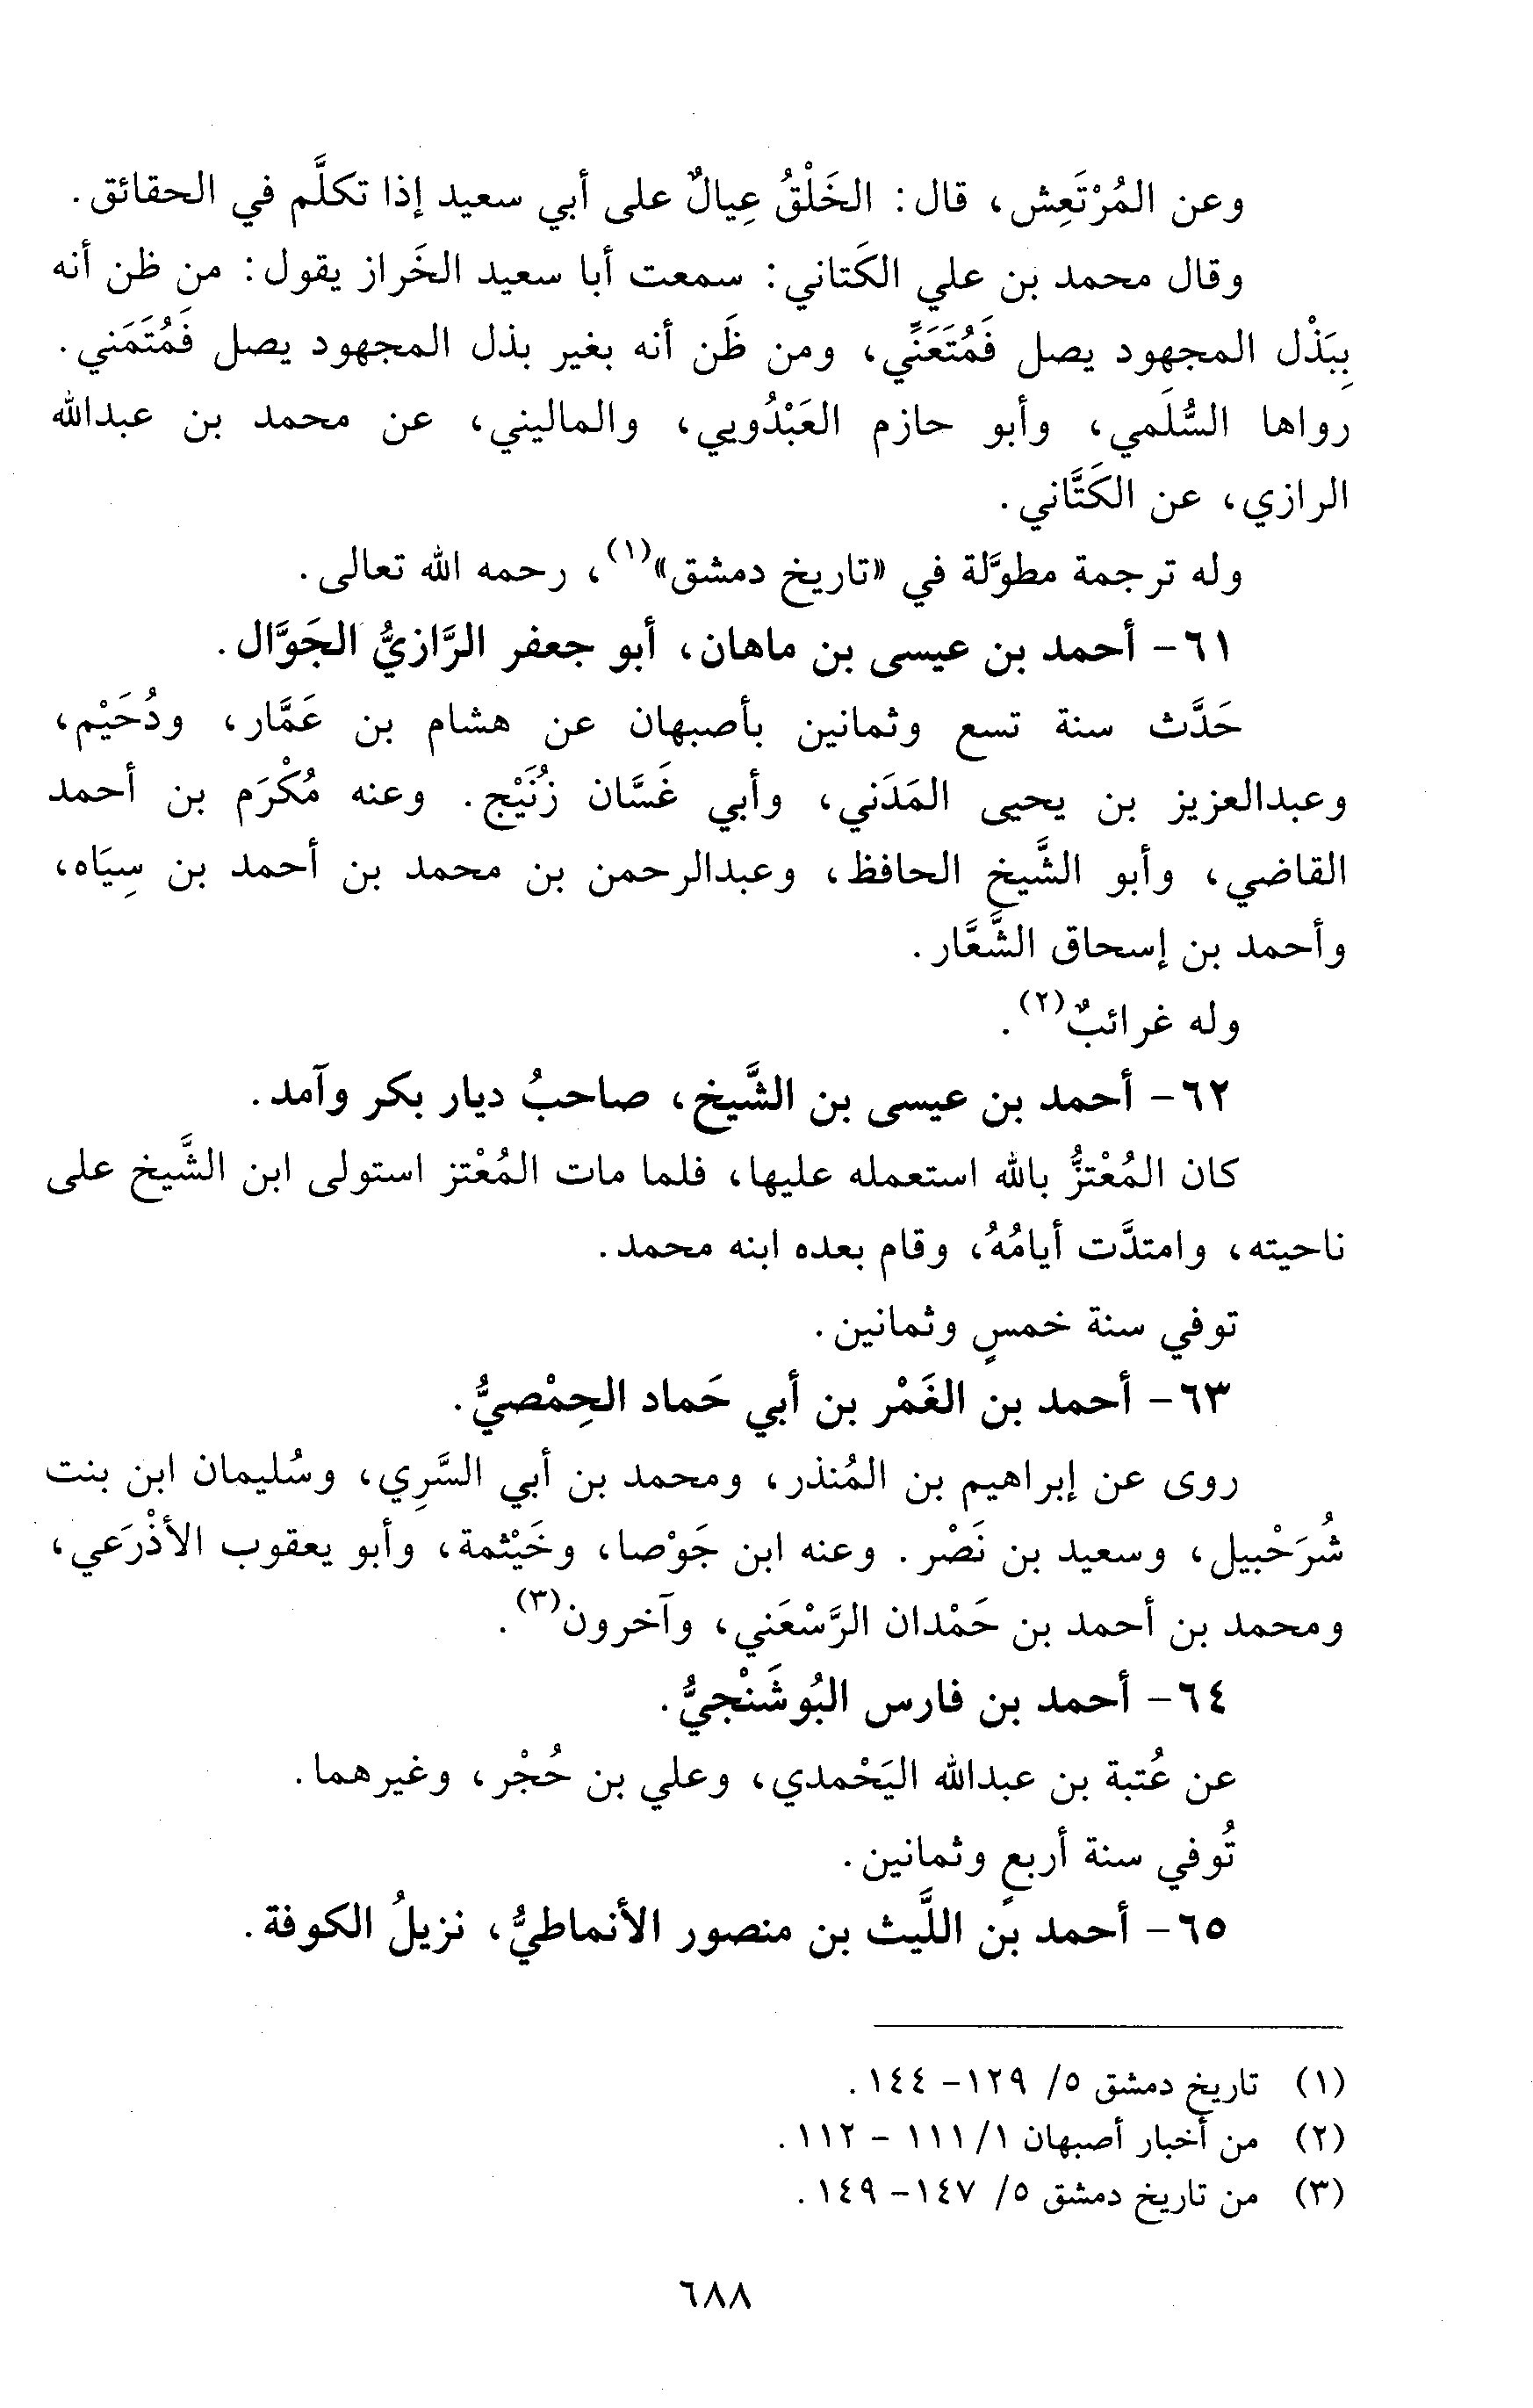 وعن المُرْتَعِش، قال: الخَلْقُ عِيالٌ على أبي سعيد إذا تكلَّم في الحقائق.
وقال محمد بن علي الكَتاني: سمعت أبا سعيد الخَراز يقول: من ظن أنه
بِبَذْل المجهود يصل فَمُتَعَنٍّي، ومن ظَن أنه بغير بذل المجهود يصل فَمُتَمَني.
رواها السُّلَمي، وأبو حازم العَبْدُويي، والماليني، عن محمد بن عبدالله
الرازي، عن الكَتَّاني.
وله ترجمة مطوَّلة في «تاريخ دمشق»(١)، رحمه الله تعالى.
٦١- أحمد بن عيسى بن ماهان، أبو جعفر الرَّازيُّ الجَوَّال.
حَدَّث سنة تسع وثمانين بأصبهان عن هشام بن عَمَّار، ودُحَيْم،
وعبدالعزيز بن يحيى المَدَني، وأبي غَسَّان زُنَيْج. وعنه مُكْرَم بن أحمد
القاضي، وأبو الشَّيخ الحافظ، وعبدالرحمن بن محمد بن أحمد بن سِيَاه،
وأحمد بن إسحاق الشَّعَّار.
وله غرائبٌ(٢).
٦٢- أحمد بن عيسى بن الشَّيخ، صاحبُ ديار بكر وآمد.
كان المُعْتزُّ بالله استعمله عليها، فلما مات المُعْتز استولى ابن الشَّيخ على
ناحيته، وامتدَّت أيامُهُ، وقام بعده ابنه محمد.
توفي سنة خمسٍ وثمانين.
٦٣- أحمد بن الغَمْر بن أبي حَماد الحِمْصيُّ.
روى عن إبراهيم بن المُنذر، ومحمد بن أبي السَّرِي، وسُليمان ابن بنت
شُرَحْبيل، وسعيد بن نَصْر. وعنه ابن جَوْصا، وخَيْثمة، وأبو يعقوب الأذْرَعي،
ومحمد بن أحمد بن حَمْدان الرَّسْعَني، وآخرون(٣).
٦٤- أحمد بن فارس البُوشَنْجيُّ.
عن عُتبة بن عبدالله اليَحْمدي، وعلي بن حُجْر، وغيرهما.
تُوفي سنة أربعٍ وثمانين.
٦٥- أحمد بن اللَّيث بن منصور الأنماطيُّ، نزيلُ الكوفة.
(١) تاريخ دمشق ٥/ ١٢٩- ١٤٤.
(٢) من أخبار أصبهان ١/ ١١١ - ١١٢.
(٣) من تاريخ دمشق ٥/ ١٤٧- ١٤٩.
٦٨٨